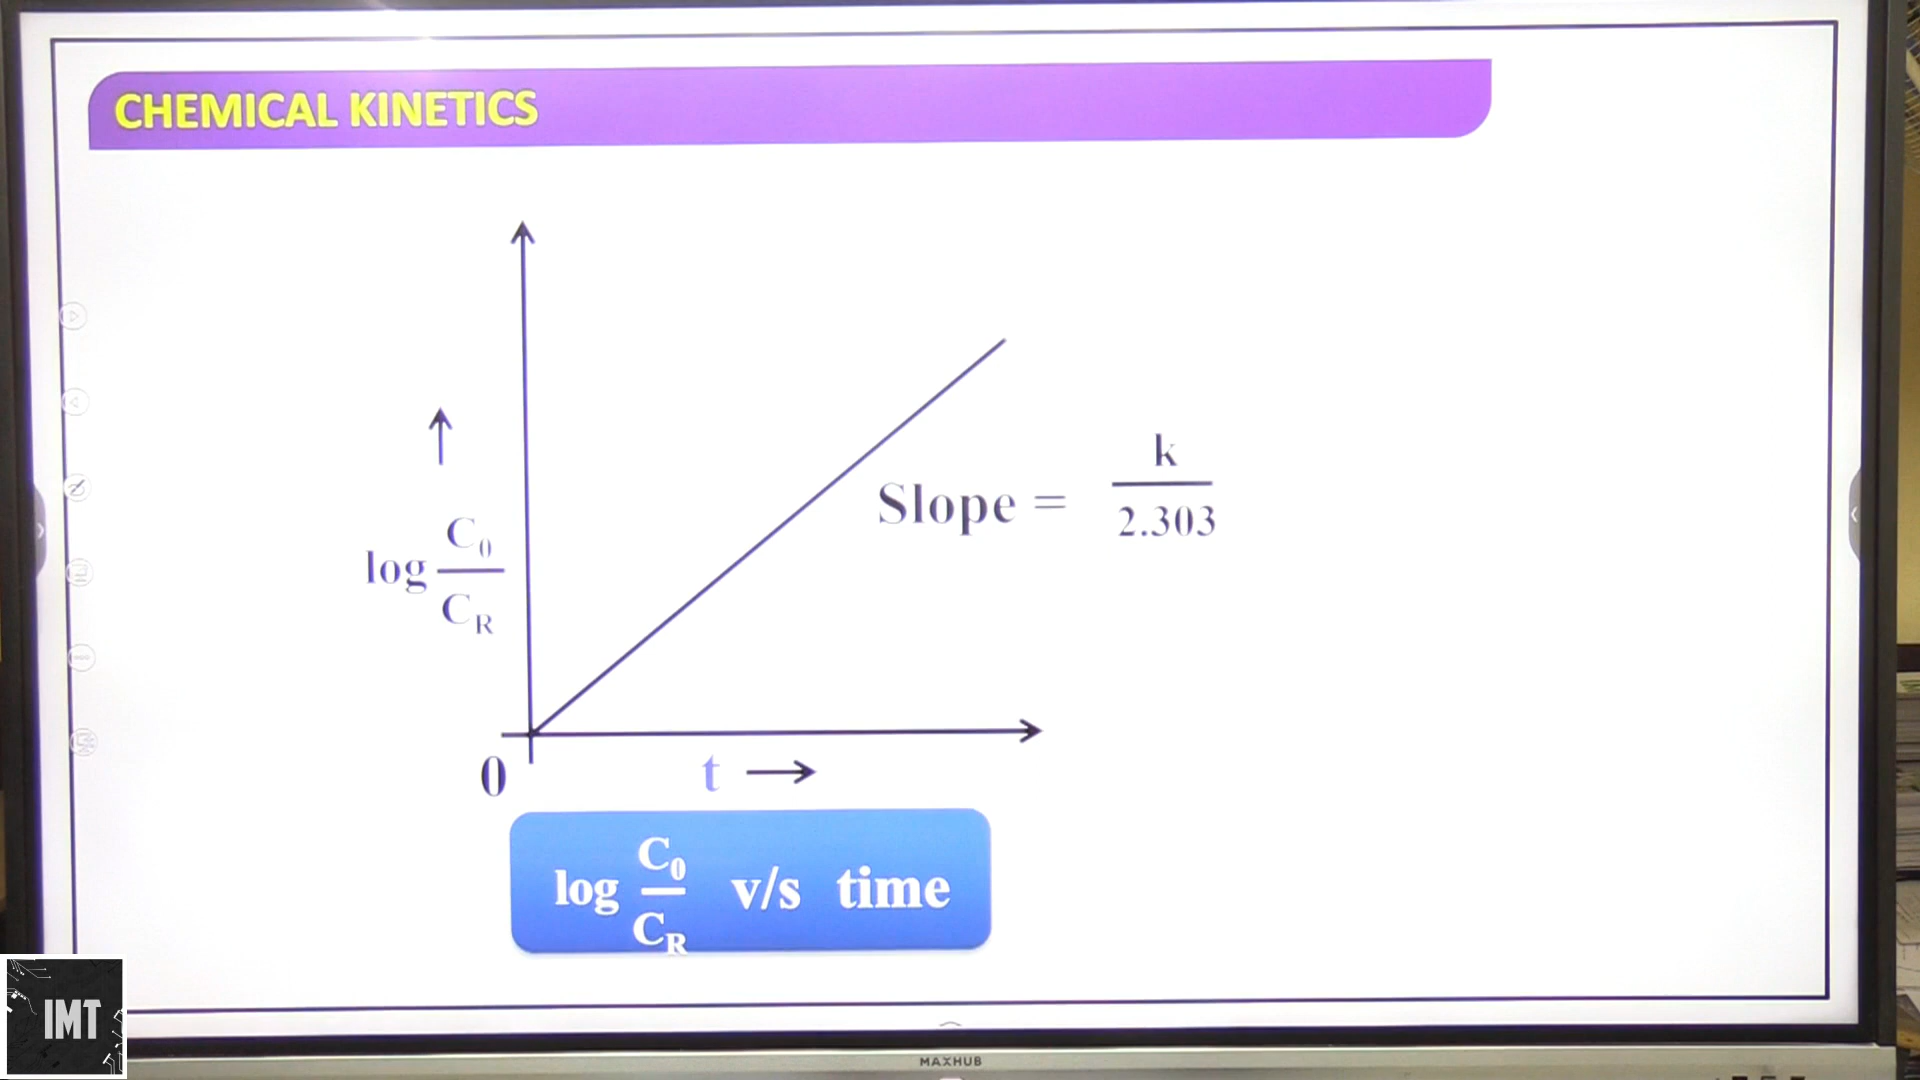 CHEMICAL KINETICS
↑
log C₀/C_R
Slope = k/2.303
0
t →
log C₀/C_R v/s time
IMT
MAXHUB